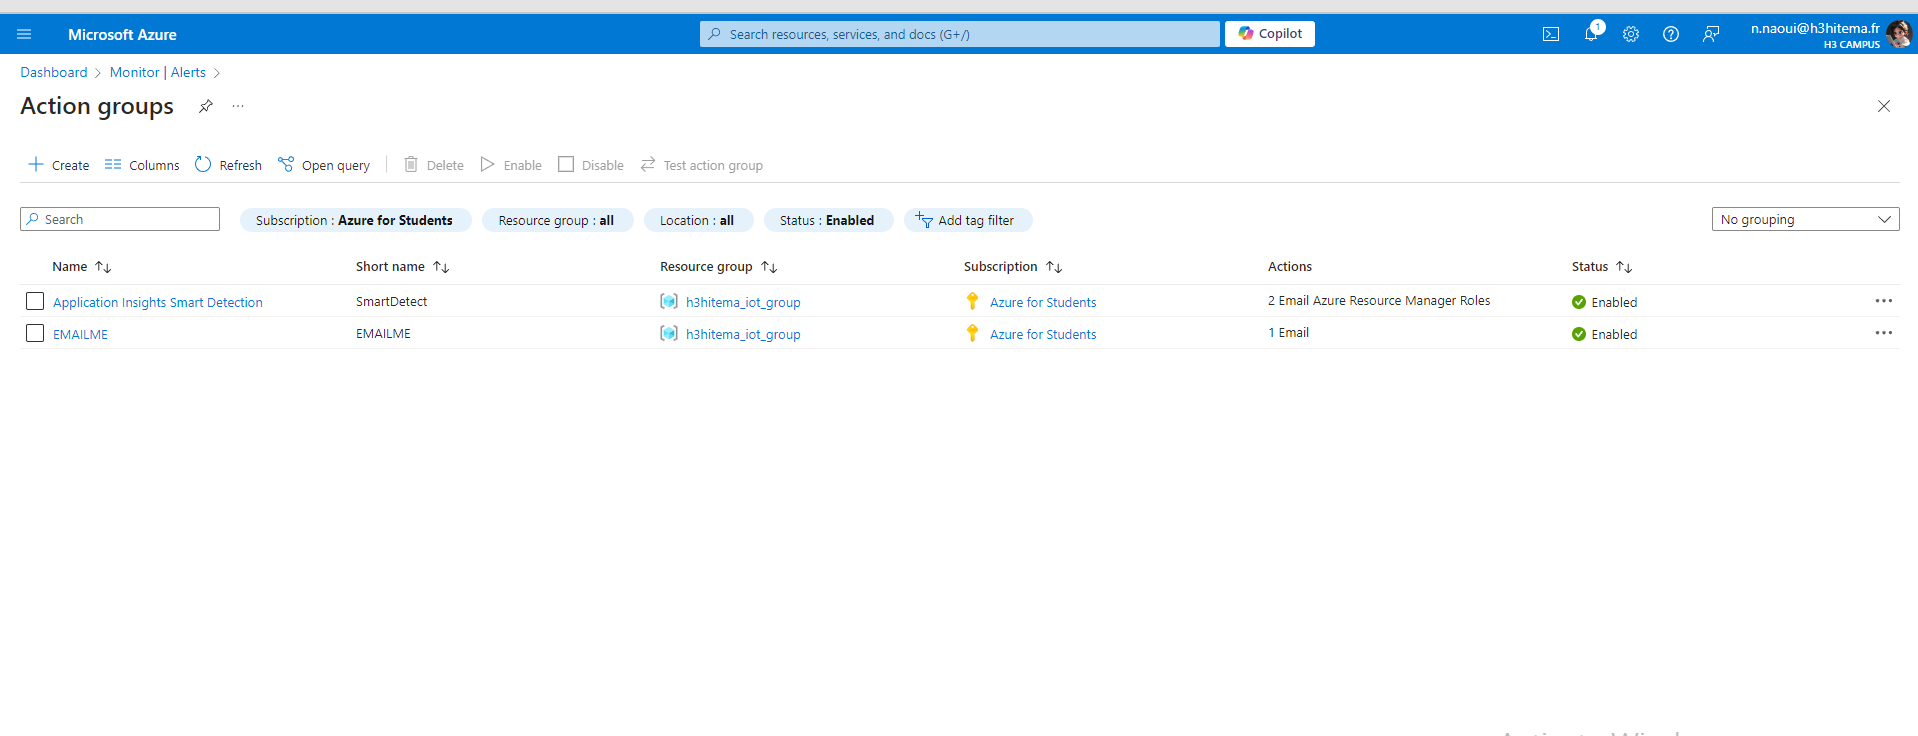 Microsoft Azure
Search resources, services, and docs (G+/)
Copilot
1
n.naoui@h3hitema.fr
H3 CAMPUS
Dashboard > Monitor | Alerts >
Action groups
Create Columns Refresh Open query Delete Enable Disable Test action group
Search Subscription : Azure for Students Resource group : all Location : all Status : Enabled Add tag filter No grouping
Name Short name Resource group Subscription Actions Status
Application Insights Smart Detection SmartDetect h3hitema_iot_group Azure for Students 2 Email Azure Resource Manager Roles Enabled
EMAILME EMAILME h3hitema_iot_group Azure for Students 1 Email Enabled